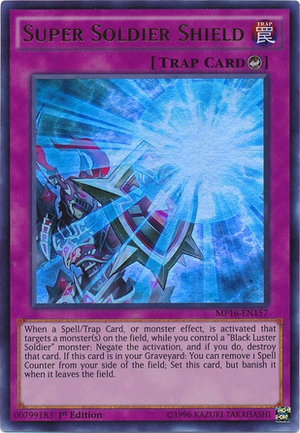 SUPER SOLDIER SHIELD
TRAP
罠
[TRAP CARD]
MP16-EN157
When a Spell/Trap Card, or monster effect, is activated that
targets a monster(s) on the field, while you control a "Black Luster
Soldier" monster: Negate the activation, and if you do, destroy
that card. If this card is in your Graveyard: You can remove 1 Spell
Counter from your side of the field; Set this card, but banish it
when it leaves the field.
00799183
1ST Edition
©1996 KAZUKI TAKAHASHI